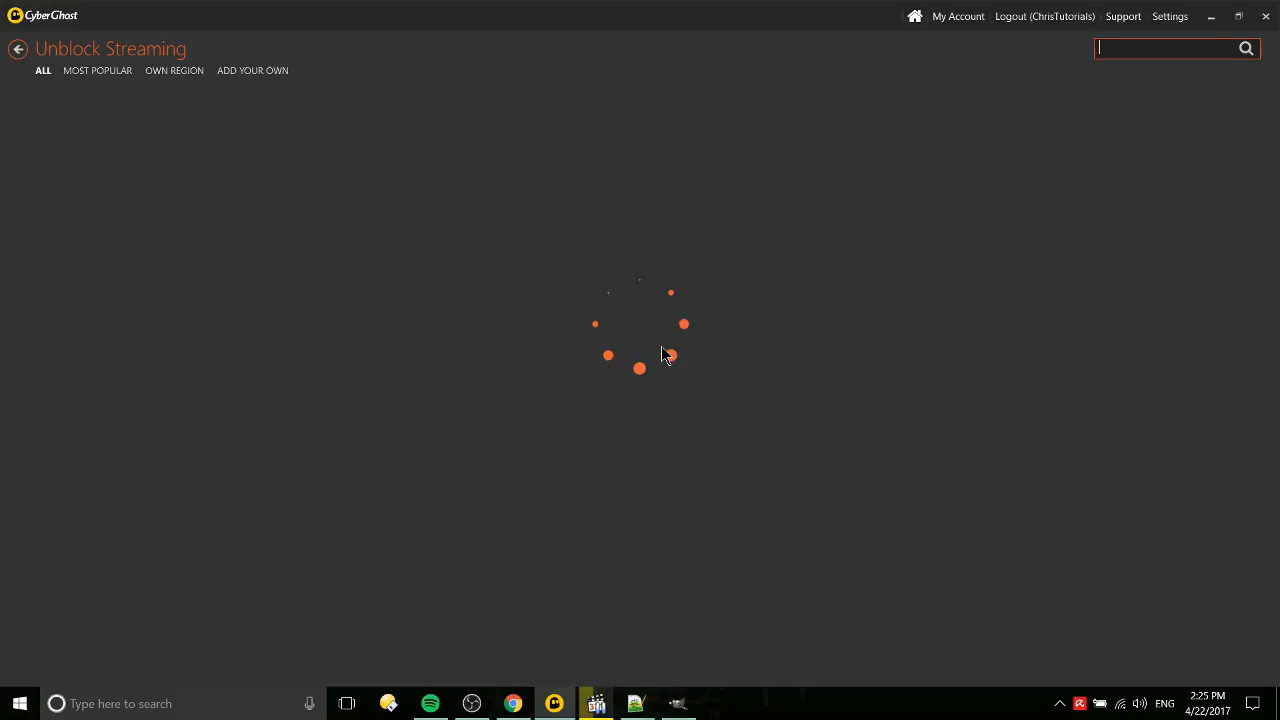 CyberGhost
My Account
Logout (ChrisTutorials)
Support
Settings
Unblock Streaming
ALL
MOST POPULAR
OWN REGION
ADD YOUR OWN
Type here to search
ENG
2:25 PM
4/22/2017